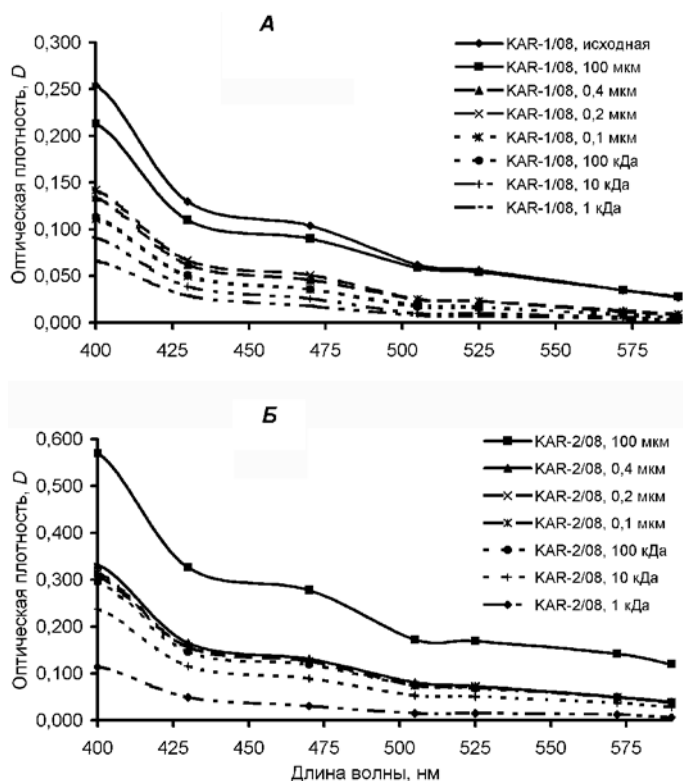 А
Оптическая плотность, D
0,300
0,250
0,200
0,150
0,100
0,050
0,000
400 425 450 475 500 525 550 575
KAR-1/08, исходная
KAR-1/08, 100 мкм
KAR-1/08, 0,4 мкм
KAR-1/08, 0,2 мкм
KAR-1/08, 0,1 мкм
KAR-1/08, 100 кДа
KAR-1/08, 10 кДа
KAR-1/08, 1 кДа
Б
Оптическая плотность, D
0,600
0,500
0,400
0,300
0,200
0,100
0,000
400 425 450 475 500 525 550 575
KAR-2/08, 100 мкм
KAR-2/08, 0,4 мкм
KAR-2/08, 0,2 мкм
KAR-2/08, 0,1 мкм
KAR-2/08, 100 кДа
KAR-2/08, 10 кДа
KAR-2/08, 1 кДа
Длина волны, нм